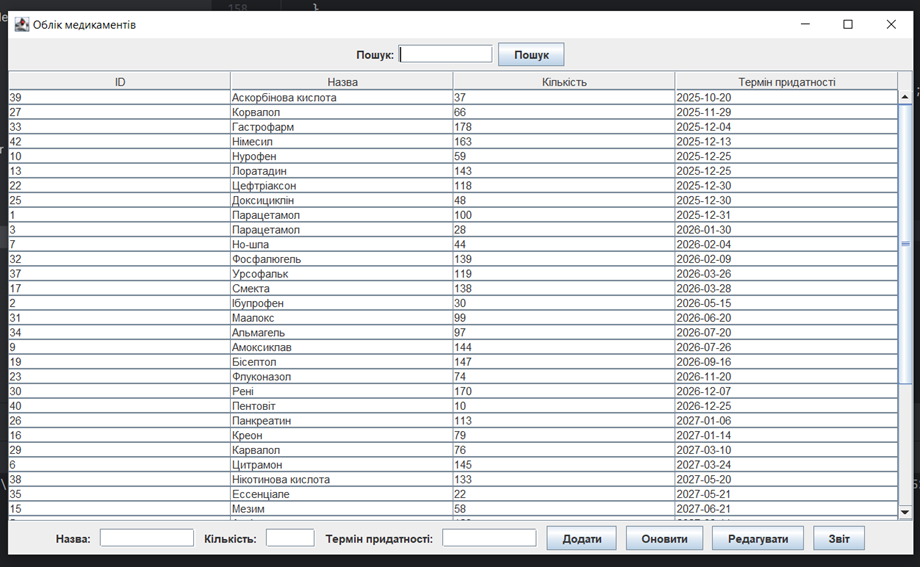 158 }
Облік медикаментів
Пошук: Пошук
ID Назва Кількість Термін придатності
39 Аскорбінова кислота 37 2025-10-20
27 Корвалол 66 2025-11-29
33 Гастрофарм 178 2025-12-04
42 Німесил 163 2025-12-13
10 Нурофен 59 2025-12-25
13 Лоратадин 143 2025-12-25
22 Цефтріаксон 118 2025-12-30
25 Доксициклін 48 2025-12-30
1 Парацетамол 100 2025-12-31
3 Парацетамол 28 2026-01-30
7 Но-шпа 44 2026-02-04
32 Фосфалюгель 139 2026-02-09
37 Урсофальк 119 2026-03-26
17 Смекта 138 2026-03-28
2 Ібупрофен 30 2026-05-15
31 Маалокс 99 2026-06-20
34 Альмагель 97 2026-07-20
9 Амоксиклав 144 2026-07-26
19 Бісептол 147 2026-09-16
23 Флуконазол 74 2026-11-20
30 Рені 170 2026-12-07
40 Пентовіт 10 2026-12-25
26 Панкреатин 113 2027-01-06
16 Креон 79 2027-01-14
29 Карвалол 76 2027-03-10
6 Цитрамон 145 2027-03-24
38 Нікотинова кислота 133 2027-05-20
35 Ессенціале 22 2027-05-21
15 Мезим 58 2027-06-21
Назва: Кількість: Термін придатності: Додати Оновити Редагувати Звіт